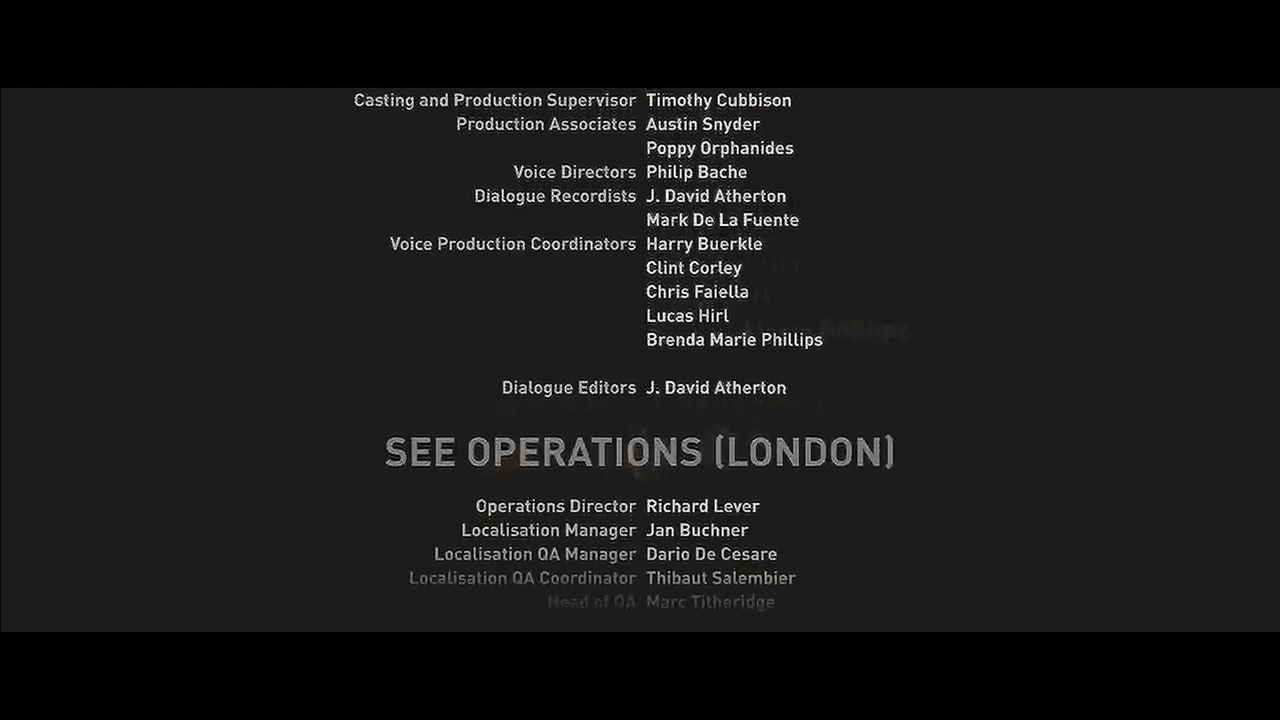 Casting and Production Supervisor Timothy Cubbison
Production Associates Austin Snyder
Poppy Orphanides
Voice Directors Philip Bache
Dialogue Recordists J. David Atherton
Mark De La Fuente
Voice Production Coordinators Harry Buerkle
Clint Corley
Chris Faiella
Lucas Hirl
Brenda Marie Phillips
Dialogue Editors J. David Atherton
SEE OPERATIONS (LONDON)
Operations Director Richard Lever
Localisation Manager Jan Buchner
Localisation QA Manager Dario De Cesare
Localisation QA Coordinator Thibaut Salembier
Head of QA Marc Titheridge